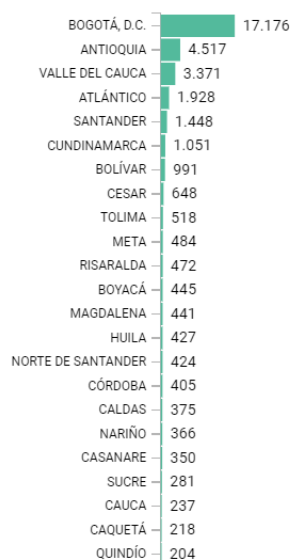 BOGOTÁ, D.C. 17.176
ANTIOQUIA 4.517
VALLE DEL CAUCA 3.371
ATLÁNTICO 1.928
SANTANDER 1.448
CUNDINAMARCA 1.051
BOLÍVAR 991
CESAR 648
TOLIMA 518
META 484
RISARALDA 472
BOYACÁ 445
MAGDALENA 441
HUILA 427
NORTE DE SANTANDER 424
CÓRDOBA 405
CALDAS 375
NARIÑO 366
CASANARE 350
SUCRE 281
CAUCA 237
CAQUETÁ 218
QUINDÍO 204